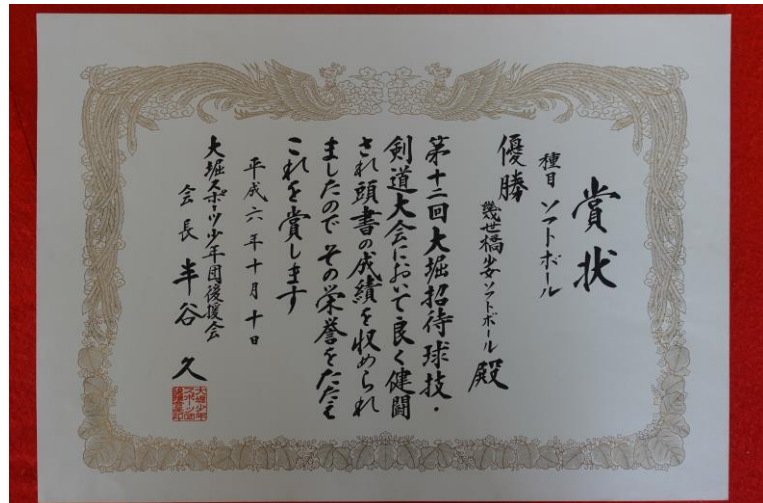 賞状
種目 ソフトボール
優勝
幾世橋少女ソフトボール 殿
第十二回大堀招待球技・
剣道大会において良く健闘
され頭書の成績を収められ
ましたので その栄誉をたたえ
これを賞します
平成六年十月十日
大堀スポーツ少年団後援会
会長 半谷 久